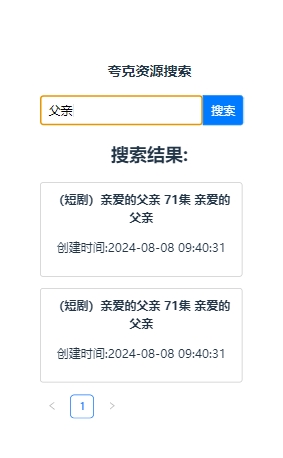 夸克资源搜索
父亲
搜索
搜索结果:
（短剧）亲爱的父亲 71集 亲爱的
父亲
创建时间:2024-08-08 09:40:31
（短剧）亲爱的父亲 71集 亲爱的
父亲
创建时间:2024-08-08 09:40:31
1